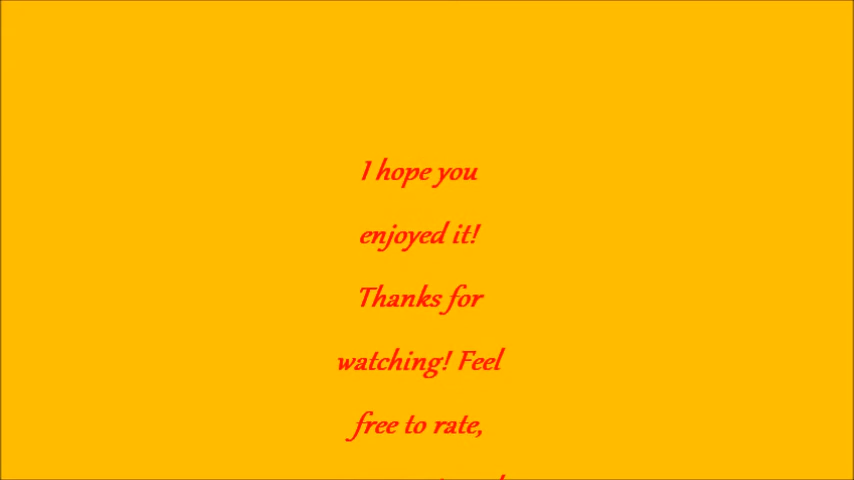 I hope you
enjoyed it!
Thanks for
watching! Feel
free to rate,